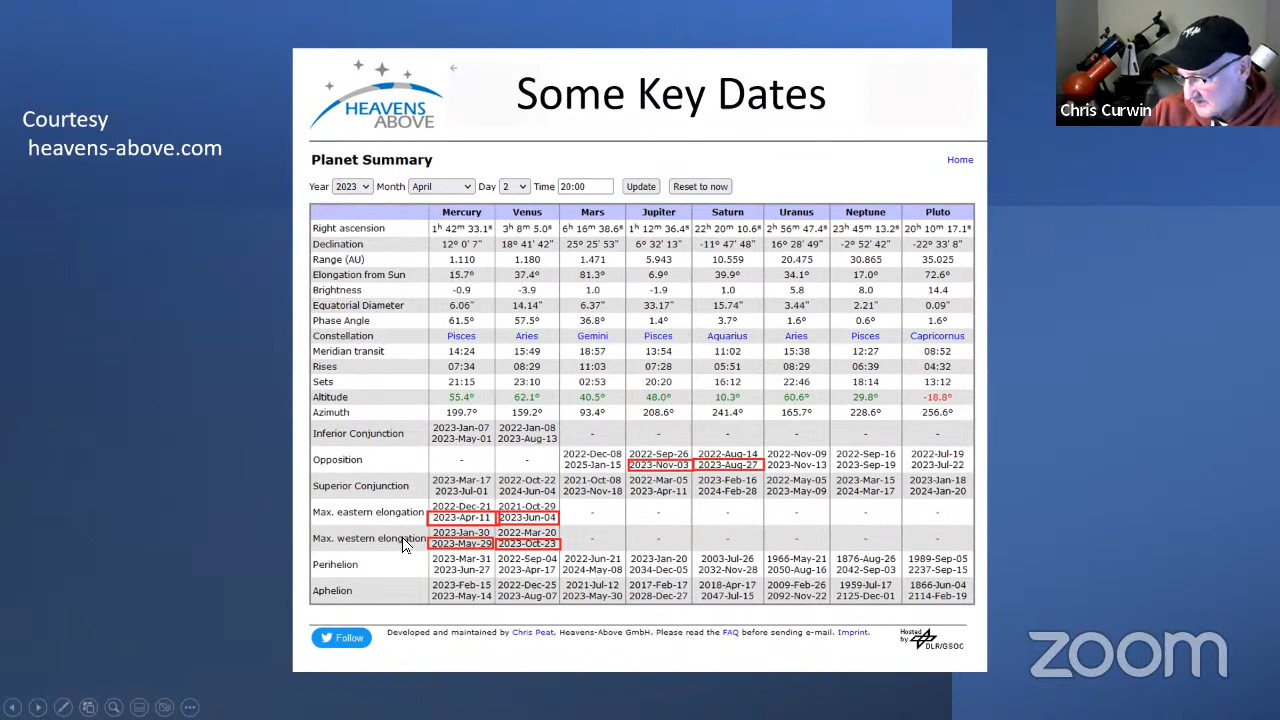 Courtesy
heavens-above.com
HEAVENS
ABOVE
Some Key Dates
Chris Curwin
Planet Summary
Home
Year 2023 Month April Day 2 Time 20:00 Update Reset to now
Mercury Venus Mars Jupiter Saturn Uranus Neptune Pluto
Right ascension 1h 42m 33.1s 3h 8m 5.0s 6h 16m 38.6s 1h 12m 36.4s 22h 20m 10.6s 2h 56m 47.4s 23h 45m 13.2s 20h 10m 17.1s
Declination 12° 0' 7" 18° 41' 42" 25° 25' 53" 6° 32' 13" -11° 47' 48" 16° 28' 49" -2° 52' 42" -22° 33' 8"
Range (AU) 1.110 1.180 1.471 5.943 10.559 20.475 30.865 35.025
Elongation from Sun 15.7° 37.4° 81.3° 6.9° 39.9° 34.1° 17.0° 72.6°
Brightness -0.9 -3.9 1.0 -1.9 1.0 5.8 8.0 14.4
Equatorial Diameter 6.06" 14.14" 6.37" 33.17" 15.74" 3.44" 2.21" 0.09"
Phase Angle 61.5° 57.5° 36.8° 1.4° 3.7° 1.6° 0.6° 1.6°
Constellation Pisces Aries Gemini Pisces Aquarius Aries Pisces Capricornus
Meridian transit 14:24 15:49 18:57 13:54 11:02 15:38 12:27 08:52
Rises 07:34 08:29 11:03 07:28 05:51 08:29 06:39 04:32
Sets 21:15 23:10 02:53 20:20 16:12 22:46 18:14 13:12
Altitude 55.4° 62.1° 40.5° 48.0° 10.3° 60.6° 29.8° -18.8°
Azimuth 199.7° 159.2° 93.4° 208.6° 241.4° 165.7° 228.6° 256.6°
Inferior Conjunction 2023-Jan-07 2022-Jan-08 - - - - - -
2023-May-01 2023-Aug-13
Opposition - - 2022-Dec-08 2022-Sep-26 2022-Aug-14 2022-Nov-09 2022-Sep-16 2022-Jul-19
2025-Jan-15 2023-Nov-03 2023-Aug-27 2023-Nov-13 2023-Sep-19 2023-Jul-22
Superior Conjunction 2023-Mar-17 2022-Oct-22 2021-Oct-08 2022-Mar-05 2023-Feb-16 2022-May-05 2023-Mar-15 2023-Jan-18
2023-Jul-01 2024-Jun-04 2023-Nov-18 2023-Apr-11 2024-Feb-28 2023-May-09 2024-Mar-17 2024-Jan-20
Max. eastern elongation 2022-Dec-21 2021-Oct-29 - - - - - -
2023-Apr-11 2023-Jun-04
Max. western elongation 2023-Jan-30 2022-Mar-20 - - - - - -
2023-May-29 2023-Oct-23
Perihelion 2023-Mar-31 2022-Sep-04 2022-Jun-21 2023-Jan-20 2003-Jul-26 1966-May-21 1876-Aug-26 1989-Sep-05
2023-Jun-27 2023-Apr-17 2024-May-08 2034-Dec-05 2032-Nov-28 2050-Aug-16 2042-Sep-03 2237-Sep-15
Aphelion 2023-Feb-15 2022-Dec-25 2021-Jul-12 2017-Feb-17 2018-Apr-17 2009-Feb-26 1959-Jul-17 1866-Jun-04
2023-May-14 2023-Aug-07 2023-May-30 2028-Dec-27 2047-Jul-15 2092-Nov-22 2125-Dec-01 2114-Feb-19
Follow
Developed and maintained by Chris Peat, Heavens-Above GmbH. Please read the FAQ before sending e-mail. Imprint.
Hosted
by
DLR/GSOC
zoom